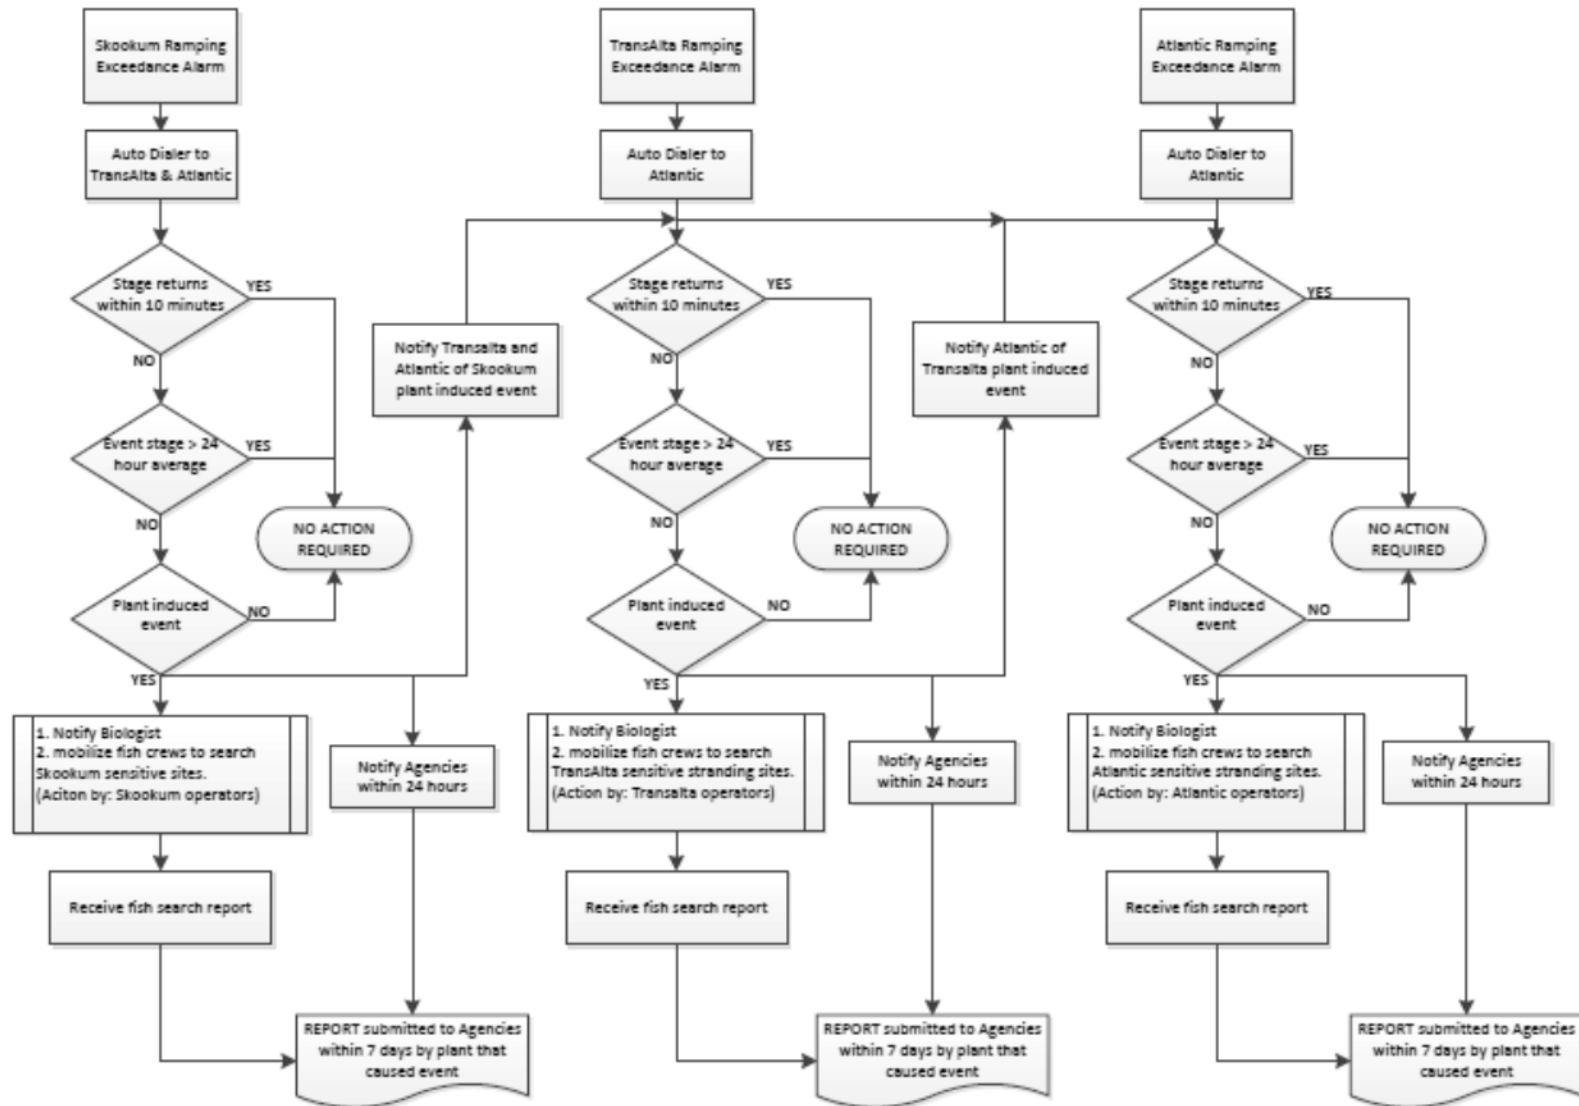 Skookum Ramping
Exceedance Alarm
Auto Dialer to
TransAlta & Atlantic
Stage returns
within 10 minutes
YES
NO
Event stage > 24
hour average
YES
NO
NO ACTION
REQUIRED
Plant induced
event
NO
YES
1. Notify Biologist
2. mobilize fish crews to search
Skookum sensitive sites.
(Aciton by: Skookum operators)
Notify Agencies
within 24 hours
Receive fish search report
REPORT submitted to Agencies
within 7 days by plant that
caused event
Notify Transalta and
Atlantic of Skookum
plant induced event
TransAlta Ramping
Exceedance Alarm
Auto Dialer to
Atlantic
Stage returns
within 10 minutes
YES
NO
Event stage > 24
hour average
YES
NO
NO ACTION
REQUIRED
Plant induced
event
NO
YES
1. Notify Biologist
2. mobilize fish crews to search
TransAlta sensitive stranding sites.
(Action by: Transalta operators)
Notify Agencies
within 24 hours
Receive fish search report
REPORT submitted to Agencies
within 7 days by plant that
caused event
Notify Atlantic of
Transalta plant induced
event
Atlantic Ramping
Exceedance Alarm
Auto Dialer to
Atlantic
Stage returns
within 10 minutes
YES
NO
Event stage > 24
hour average
YES
NO
NO ACTION
REQUIRED
Plant induced
event
NO
YES
1. Notify Biologist
2. mobilize fish crews to search
Atlantic sensitive stranding sites.
(Action by: Atlantic operators)
Notify Agencies
within 24 hours
Receive fish search report
REPORT submitted to Agencies
within 7 days by plant that
caused event